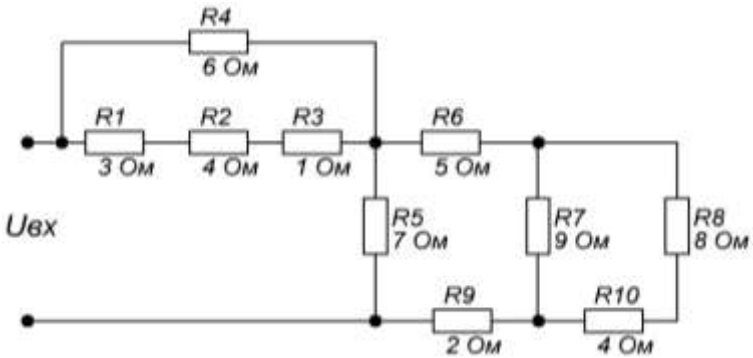 R4
6 Ом
R1
3 Ом
R2
4 Ом
R3
1 Ом
R6
5 Ом
Uвх
R5
7 Ом
R7
9 Ом
R8
8 Ом
R9
2 Ом
R10
4 Ом